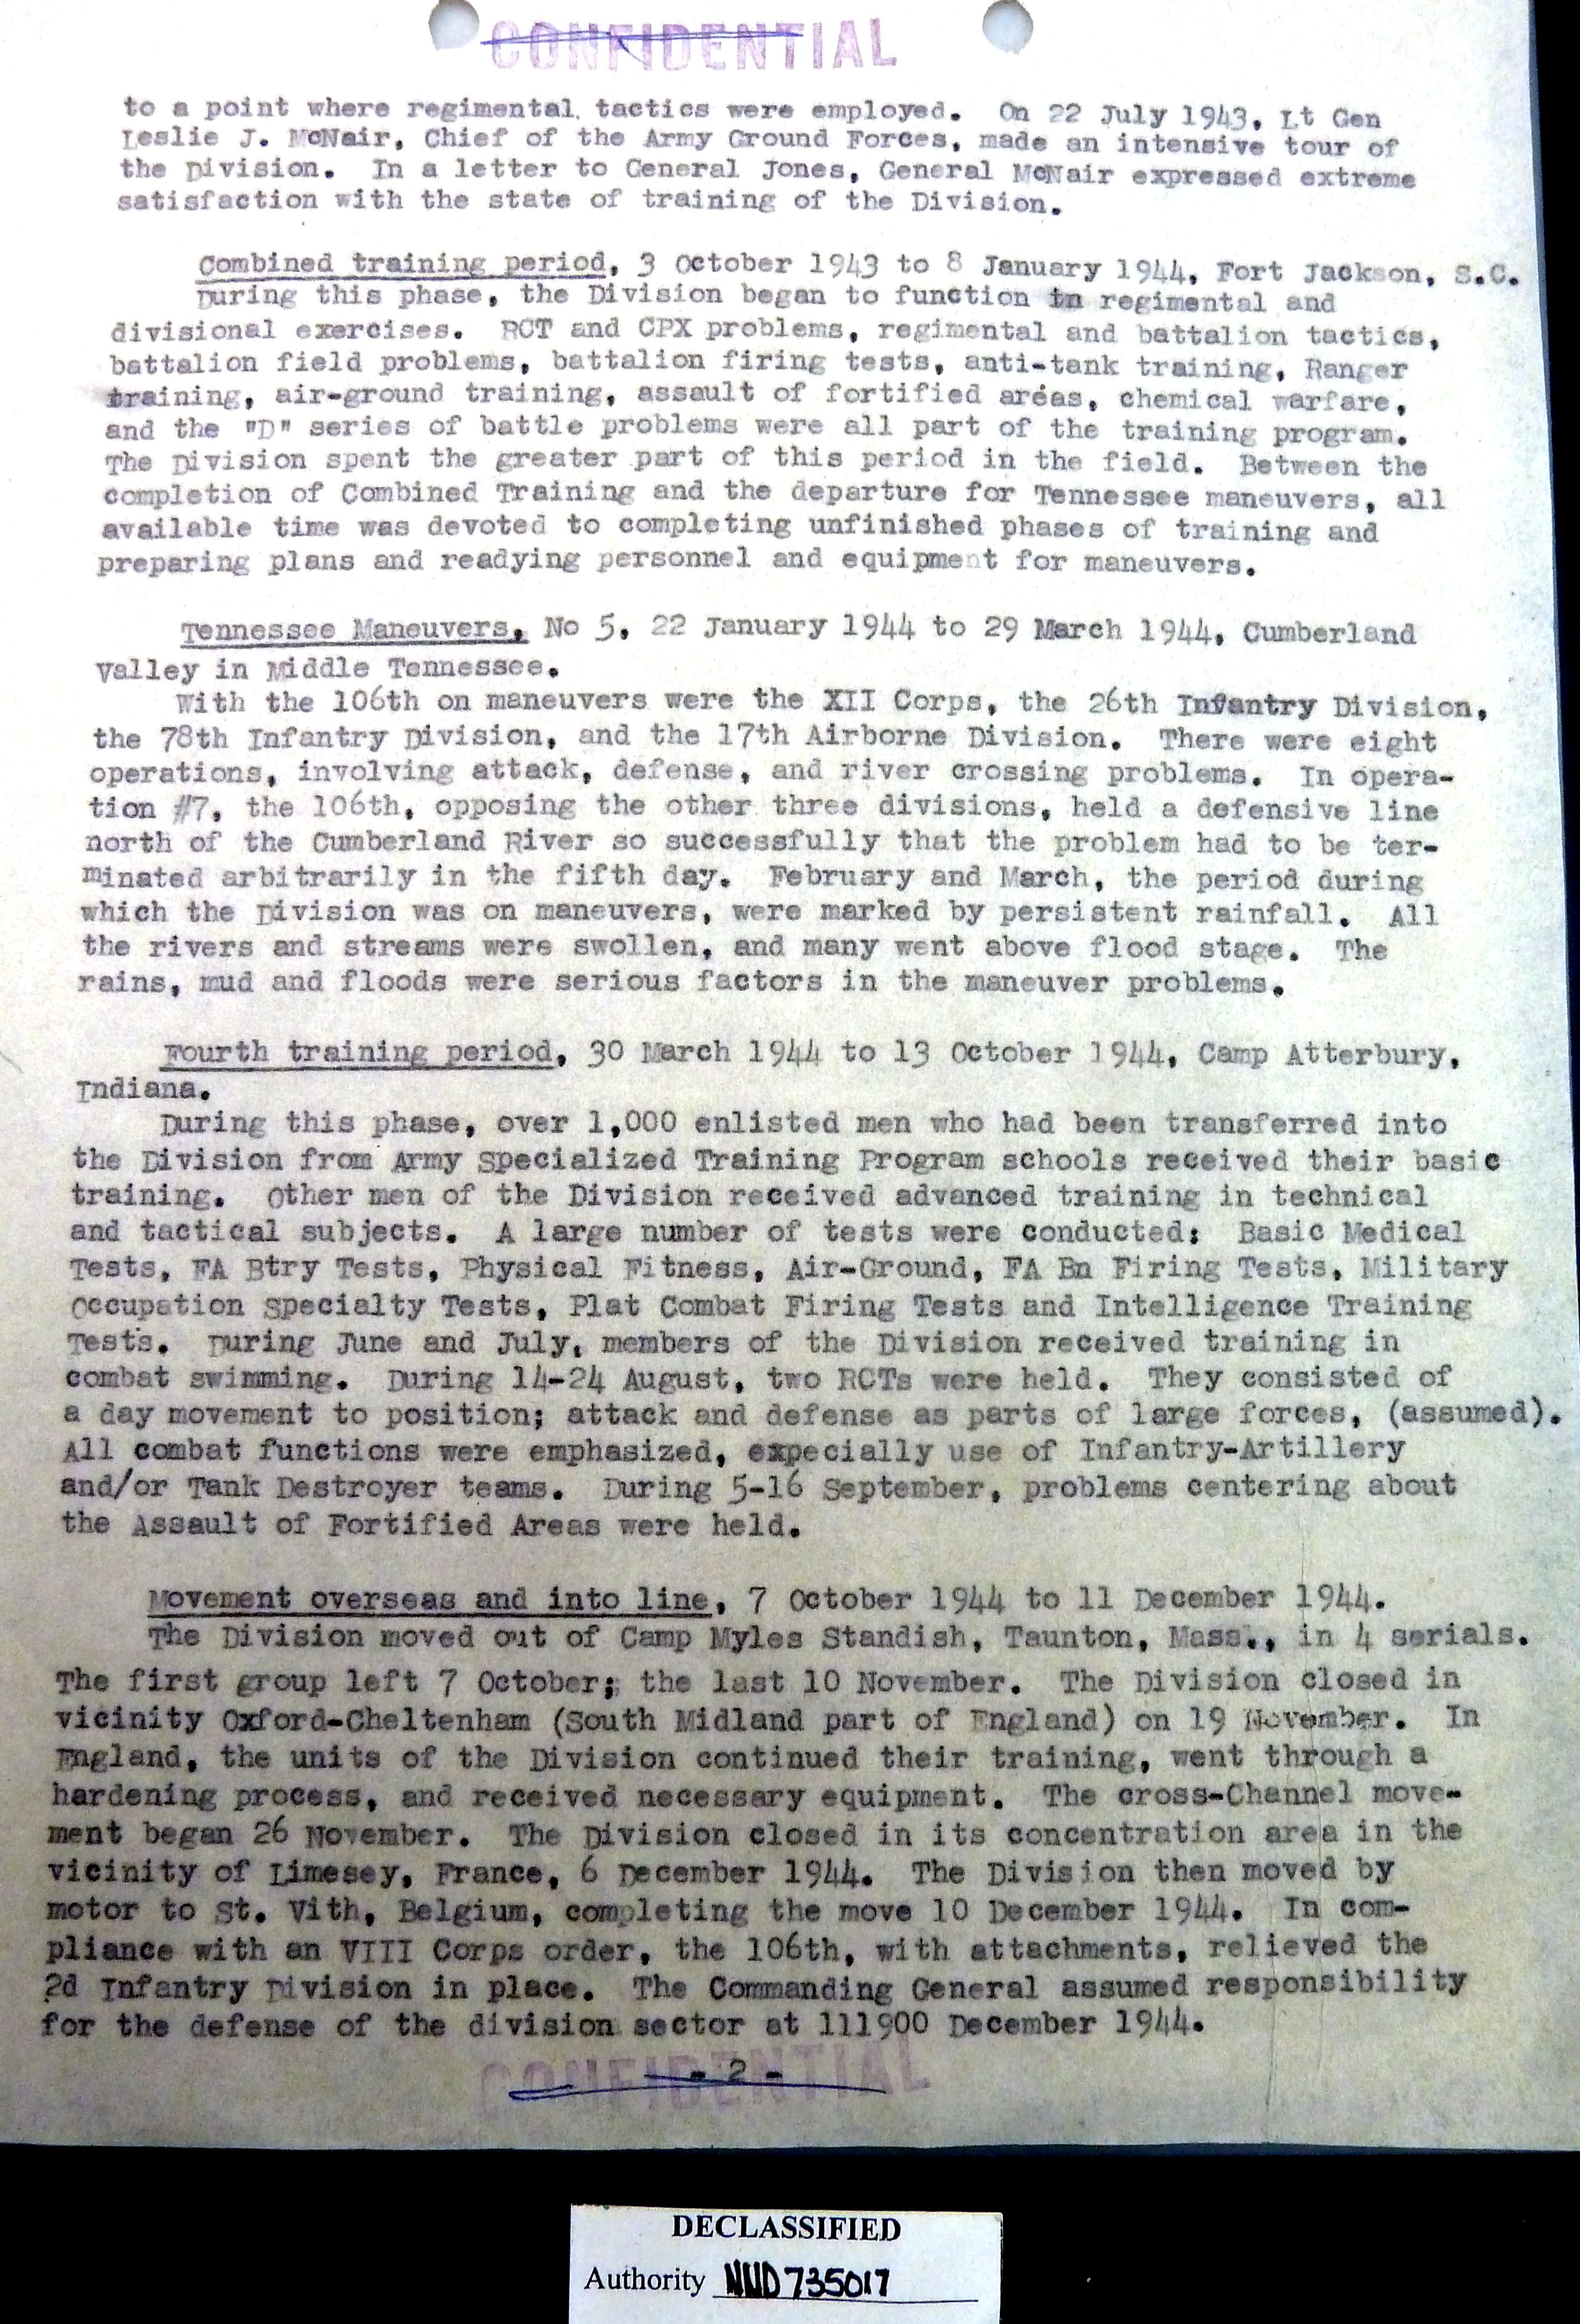 CONFIDENTIAL
to a point where regimental tactics were employed. On 22 July 1943, Lt Gen
Leslie J. McNair, Chief of the Army Ground Forces, made an intensive tour of
the Division. In a letter to General Jones, General McNair expressed extreme
satisfaction with the state of training of the Division.
Combined training period, 3 October 1943 to 8 January 1944, Fort Jackson, S.C.
During this phase, the Division began to function in regimental and
divisional exercises. RCT and CPX problems, regimental and battalion tactics,
battalion field problems, battalion firing tests, anti-tank training, Ranger
training, air-ground training, assault of fortified areas, chemical warfare,
and the "D" series of battle problems were all part of the training program.
The Division spent the greater part of this period in the field. Between the
completion of Combined Training and the departure for Tennessee maneuvers, all
available time was devoted to completing unfinished phases of training and
preparing plans and readying personnel and equipment for maneuvers.
Tennessee Maneuvers, No 5, 22 January 1944 to 29 March 1944, Cumberland
Valley in Middle Tennessee.
With the 106th on maneuvers were the XII Corps, the 26th Infantry Division,
the 78th Infantry Division, and the 17th Airborne Division. There were eight
operations, involving attack, defense, and river crossing problems. In opera-
tion #7, the 106th, opposing the other three divisions, held a defensive line
north of the Cumberland River so successfully that the problem had to be ter-
minated arbitrarily in the fifth day. February and March, the period during
which the Division was on maneuvers, were marked by persistent rainfall. All
the rivers and streams were swollen, and many went above flood stage. The
rains, mud and floods were serious factors in the maneuver problems.
Fourth training period, 30 March 1944 to 13 October 1944, Camp Atterbury,
Indiana.
During this phase, over 1,000 enlisted men who had been transferred into
the Division from Army Specialized Training Program schools received their basic
training. Other men of the Division received advanced training in technical
and tactical subjects. A large number of tests were conducted: Basic Medical
Tests, FA Btry Tests, Physical Fitness, Air-Ground, FA Bn Firing Tests, Military
Occupation Specialty Tests, Plat Combat Firing Tests and Intelligence Training
Tests. During June and July, members of the Division received training in
combat swimming. During 14-24 August, two RCTs were held. They consisted of
a day movement to position; attack and defense as parts of large forces, (assumed).
All combat functions were emphasized, expecially use of Infantry-Artillery
and/or Tank Destroyer teams. During 5-16 September, problems centering about
the Assault of Fortified Areas were held.
Movement overseas and into line, 7 October 1944 to 11 December 1944.
The Division moved out of Camp Myles Standish, Taunton, Mass., in 4 serials.
The first group left 7 October; the last 10 November. The Division closed in
vicinity Oxford-Cheltenham (South Midland part of England) on 19 November. In
England, the units of the Division continued their training, went through a
hardening process, and received necessary equipment. The cross-Channel move-
ment began 26 November. The Division closed in its concentration area in the
vicinity of Limesey, France, 6 December 1944. The Division then moved by
motor to St. Vith, Belgium, completing the move 10 December 1944. In com-
pliance with an VIII Corps order, the 106th, with attachments, relieved the
2d Infantry Division in place. The Commanding General assumed responsibility
for the defense of the division sector at 111900 December 1944.
CONFIDENTIAL
- 2 -
DECLASSIFIED
Authority NND735017